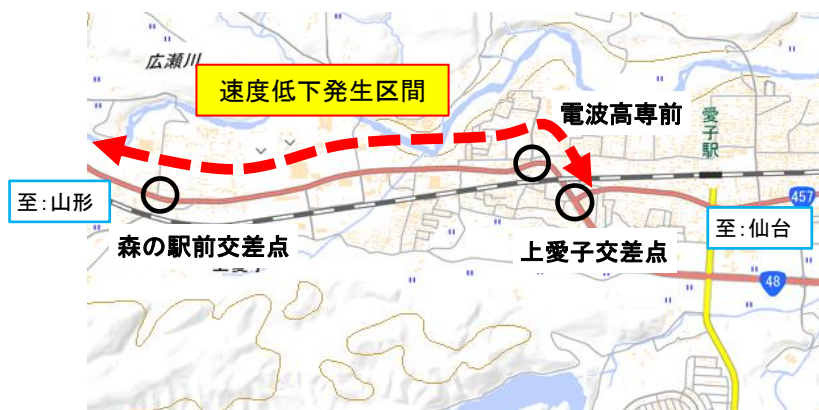 広瀬川
速度低下発生区間
電波高専前
愛子駅
至：山形
457
至：仙台
森の駅前交差点
上愛子交差点
48